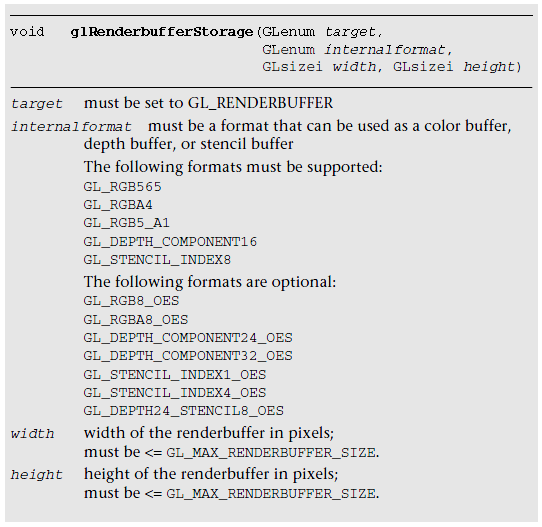 void glRenderbufferStorage(GLenum target,
GLenum internalformat,
GLsizei width, GLsizei height)
target must be set to GL_RENDERBUFFER
internalformat must be a format that can be used as a color buffer,
depth buffer, or stencil buffer
The following formats must be supported:
GL_RGB565
GL_RGBA4
GL_RGB5_A1
GL_DEPTH_COMPONENT16
GL_STENCIL_INDEX8
The following formats are optional:
GL_RGB8_OES
GL_RGBA8_OES
GL_DEPTH_COMPONENT24_OES
GL_DEPTH_COMPONENT32_OES
GL_STENCIL_INDEX1_OES
GL_STENCIL_INDEX4_OES
GL_DEPTH24_STENCIL8_OES
width width of the renderbuffer in pixels;
must be <= GL_MAX_RENDERBUFFER_SIZE.
height height of the renderbuffer in pixels;
must be <= GL_MAX_RENDERBUFFER_SIZE.